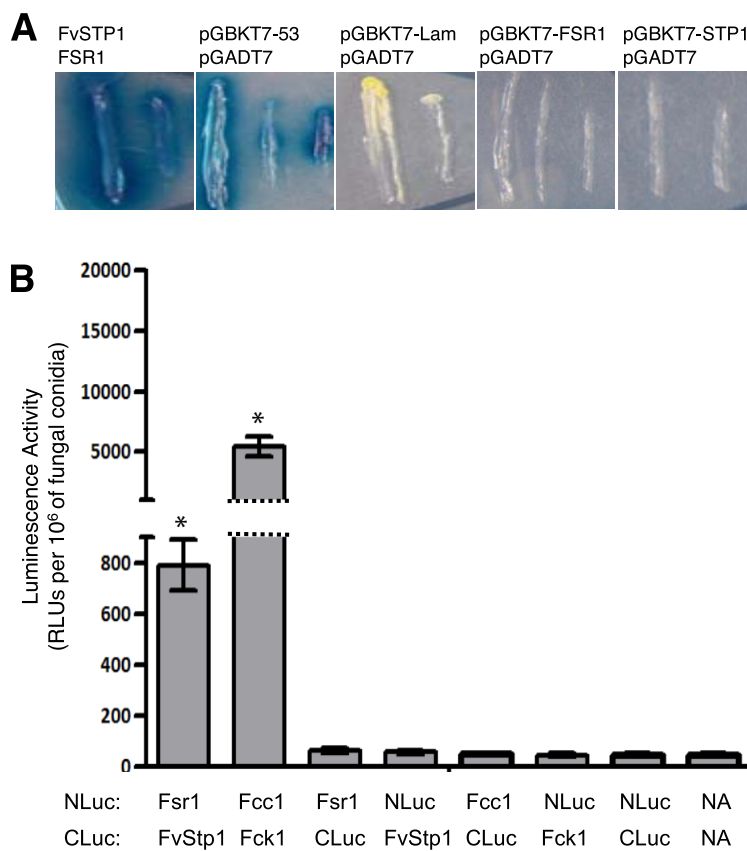 A
FvSTP1 pGBKT7-53 pGBKT7-Lam pGBKT7-FSR1 pGBKT7-STP1
FSR1 pGADT7 pGADT7 pGADT7 pGADT7
B
20000
15000
10000
5000
800
600
400
200
0
Luminescence Activity
(RLUs per 10⁶ of fungal conidia)
*
*
NLuc: Fsr1 Fcc1 Fsr1 NLuc Fcc1 NLuc NLuc NA
CLuc: FvStp1 Fck1 CLuc FvStp1 CLuc Fck1 CLuc NA